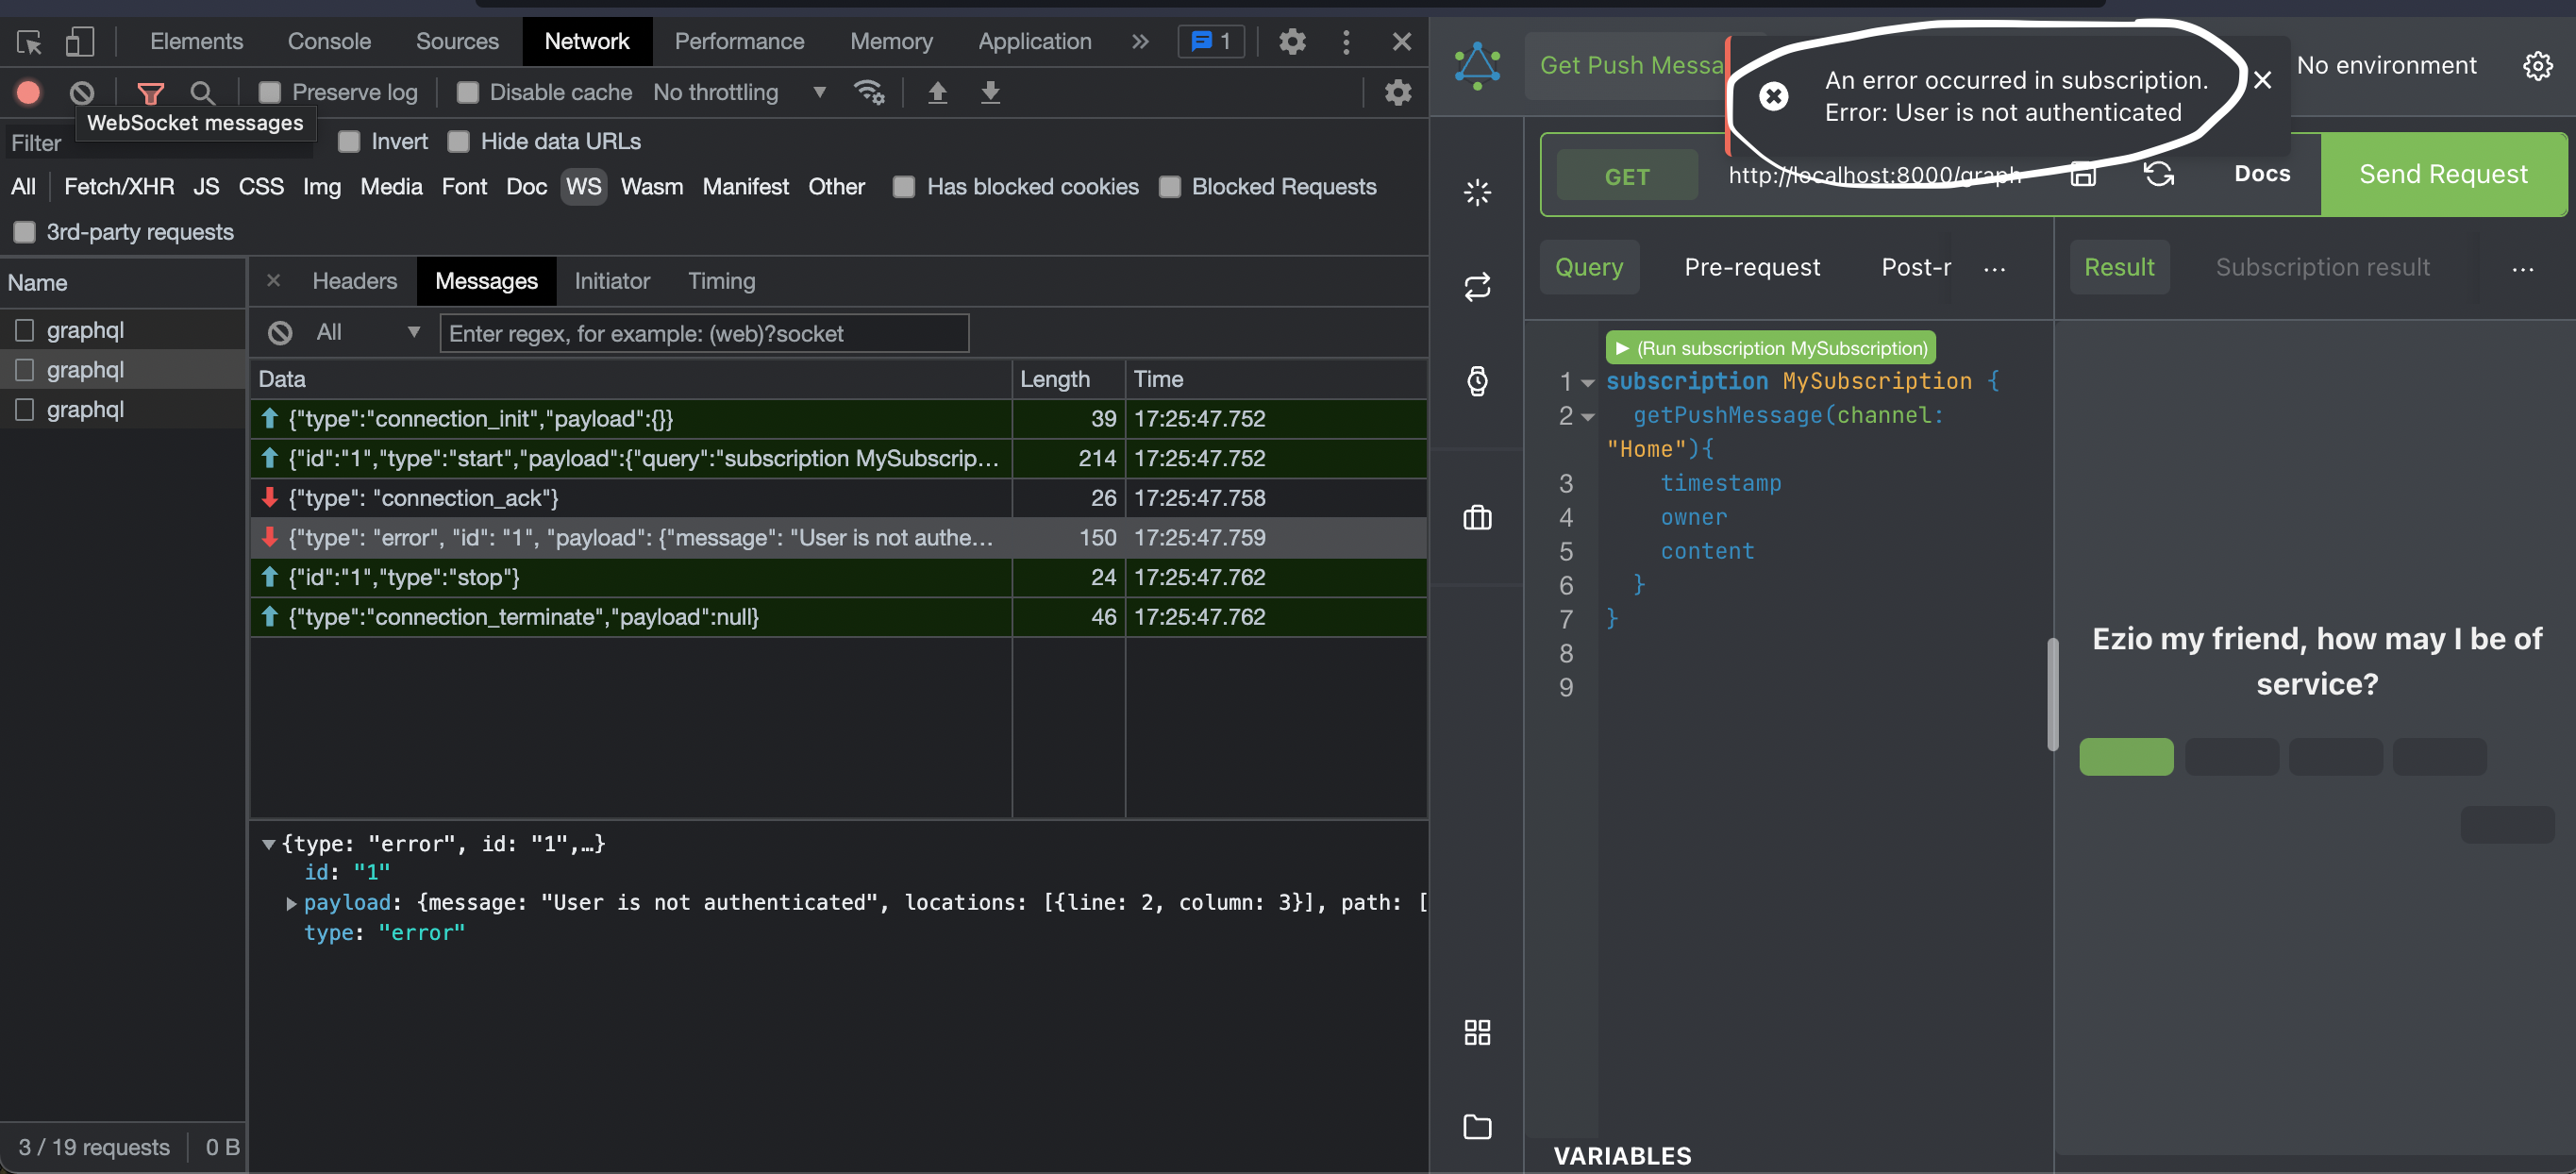 Elements Console Sources Network Performance Memory Application » 1
Preserve log Disable cache No throttling
WebSocket messages
Filter Invert Hide data URLs
All Fetch/XHR JS CSS Img Media Font Doc WS Wasm Manifest Other Has blocked cookies Blocked Requests
3rd-party requests
Name
graphql
graphql
graphql
3 / 19 requests 0 B
× Headers Messages Initiator Timing
All Enter regex, for example: (web)?socket
Data Length Time
{"type":"connection_init","payload":{}} 39 17:25:47.752
{"id":"1","type":"start","payload":{"query":"subscription MySubscrip... 214 17:25:47.752
{"type": "connection_ack"} 26 17:25:47.758
{"type": "error", "id": "1", "payload": {"message": "User is not authe... 150 17:25:47.759
{"id":"1","type":"stop"} 24 17:25:47.762
{"type":"connection_terminate","payload":null} 46 17:25:47.762
{type: "error", id: "1",…}
id: "1"
payload: {message: "User is not authenticated", locations: [{line: 2, column: 3}], path: [
type: "error"
Get Push Messa
An error occurred in subscription.
Error: User is not authenticated
No environment
GET http://localhost:8000/graph Docs Send Request
Query Pre-request Post-r ...
Result Subscription result ...
(Run subscription MySubscription)
1 subscription MySubscription {
2 getPushMessage(channel:
"Home"){
3 timestamp
4 owner
5 content
6 }
7 }
8
9
VARIABLES
Ezio my friend, how may I be of
service?